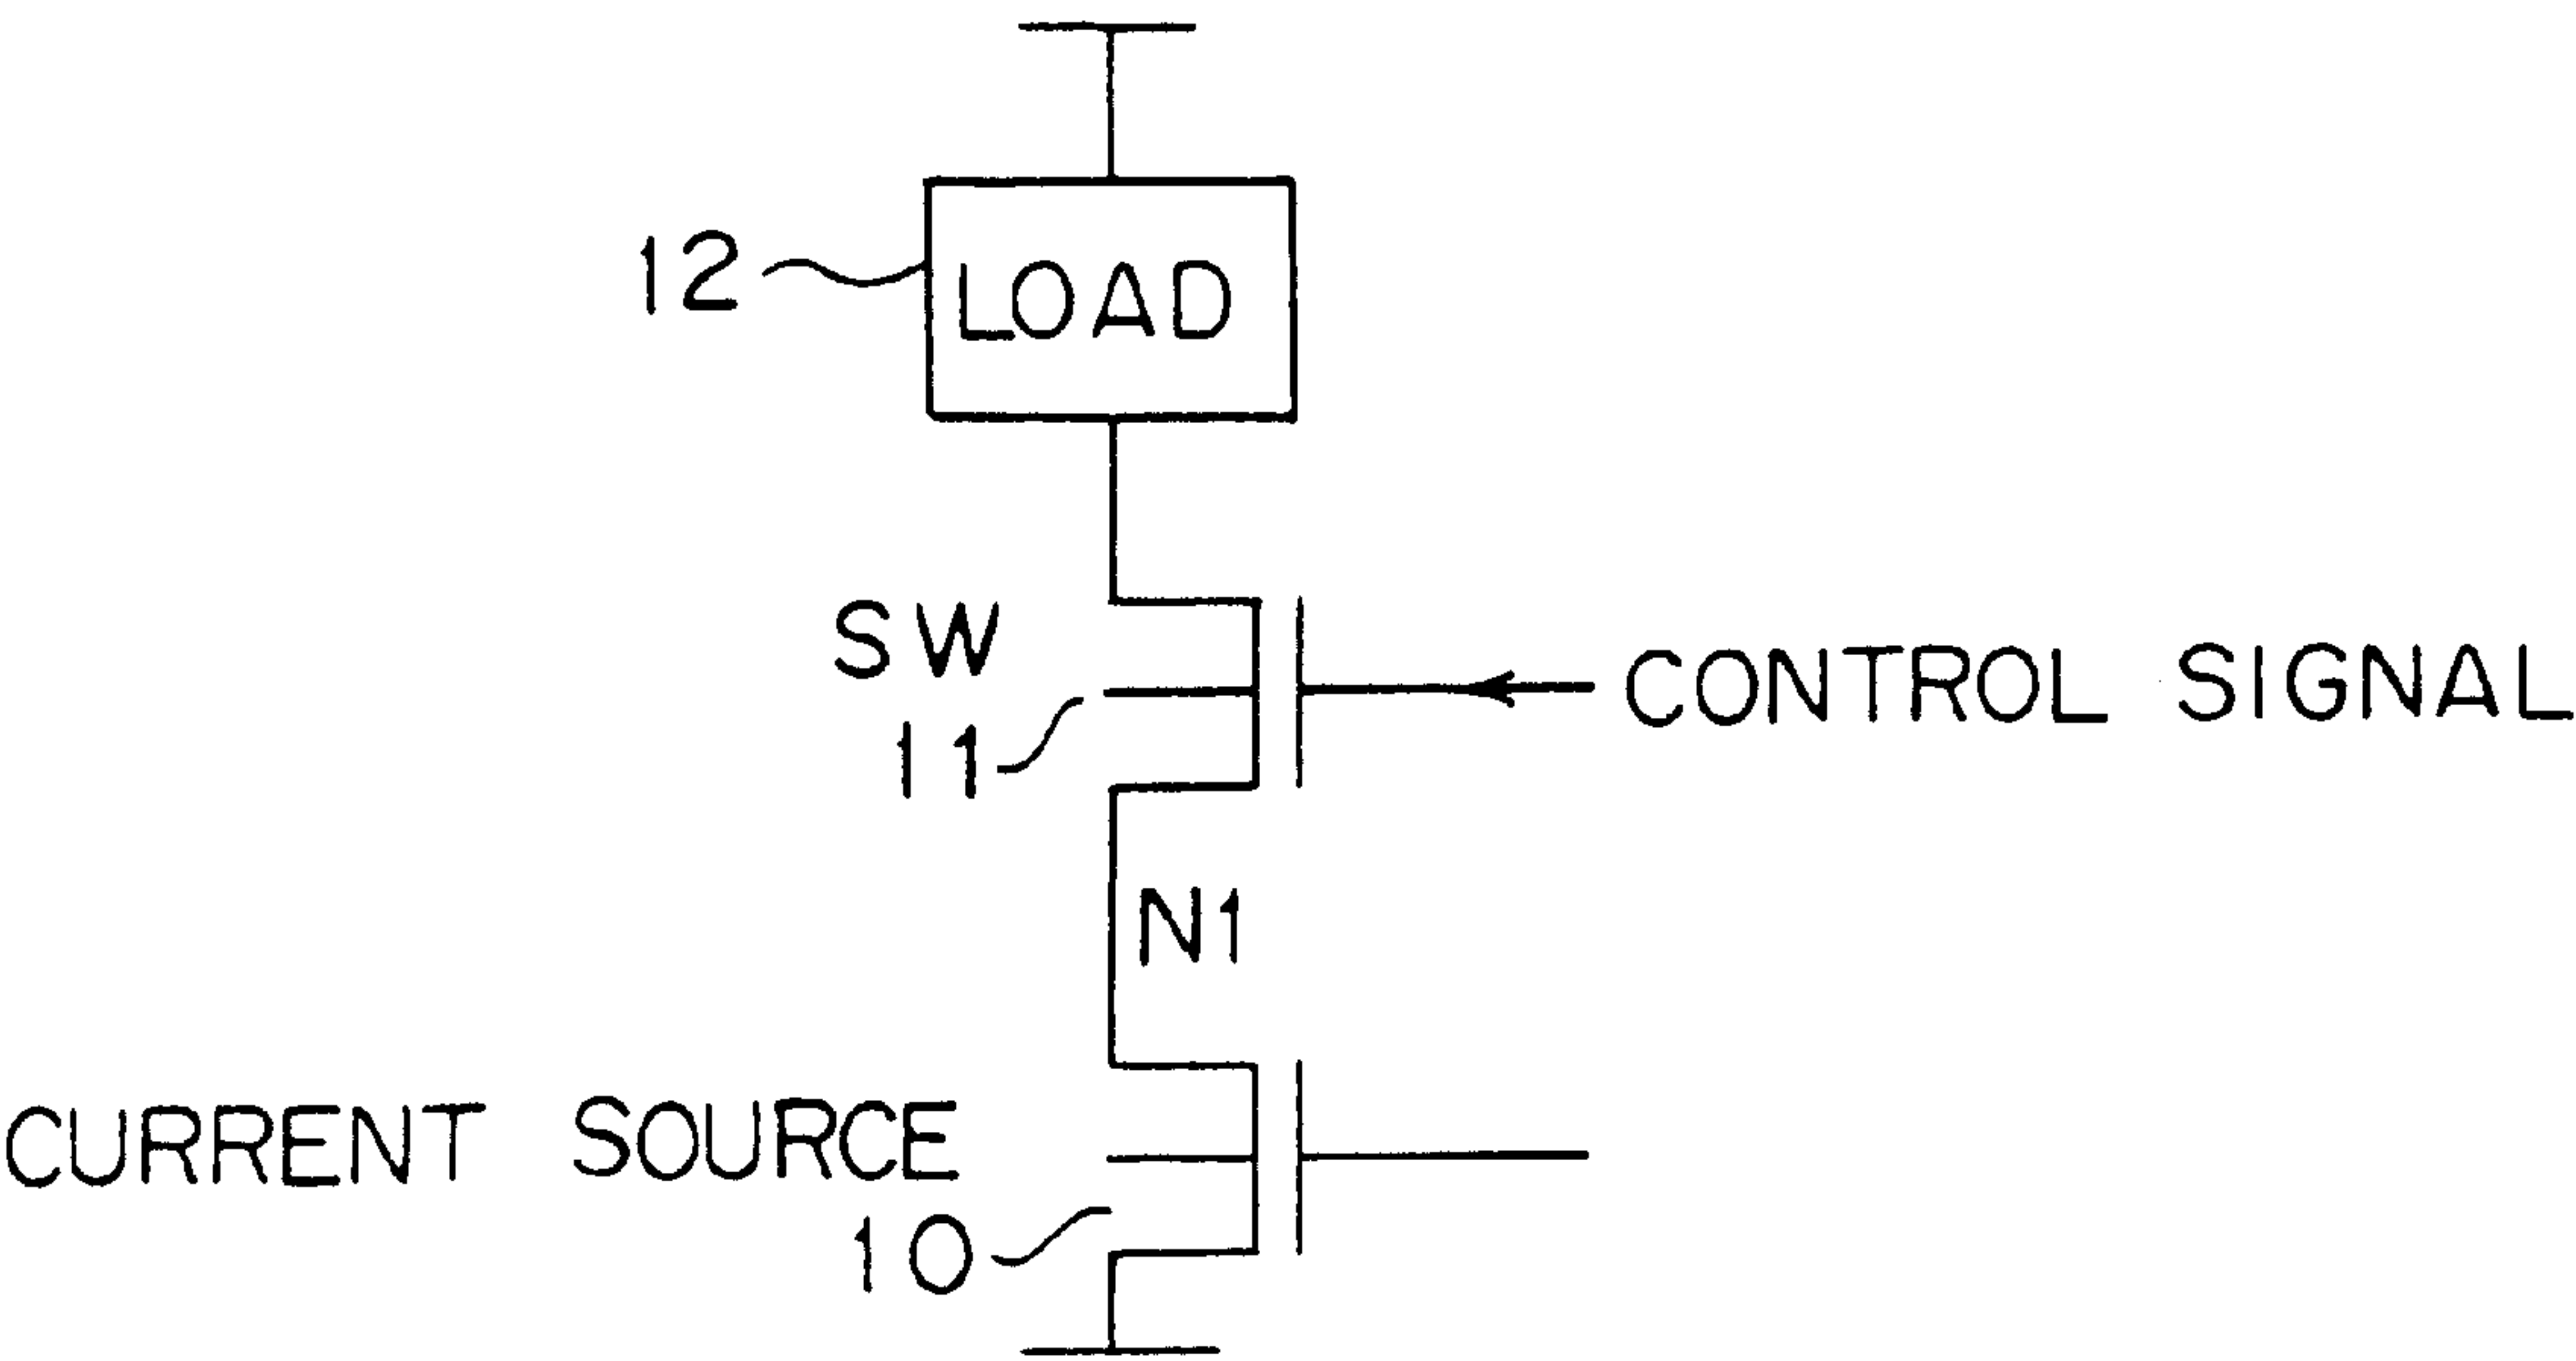 12
LOAD
SW
11
CONTROL SIGNAL
N1
CURRENT SOURCE
10